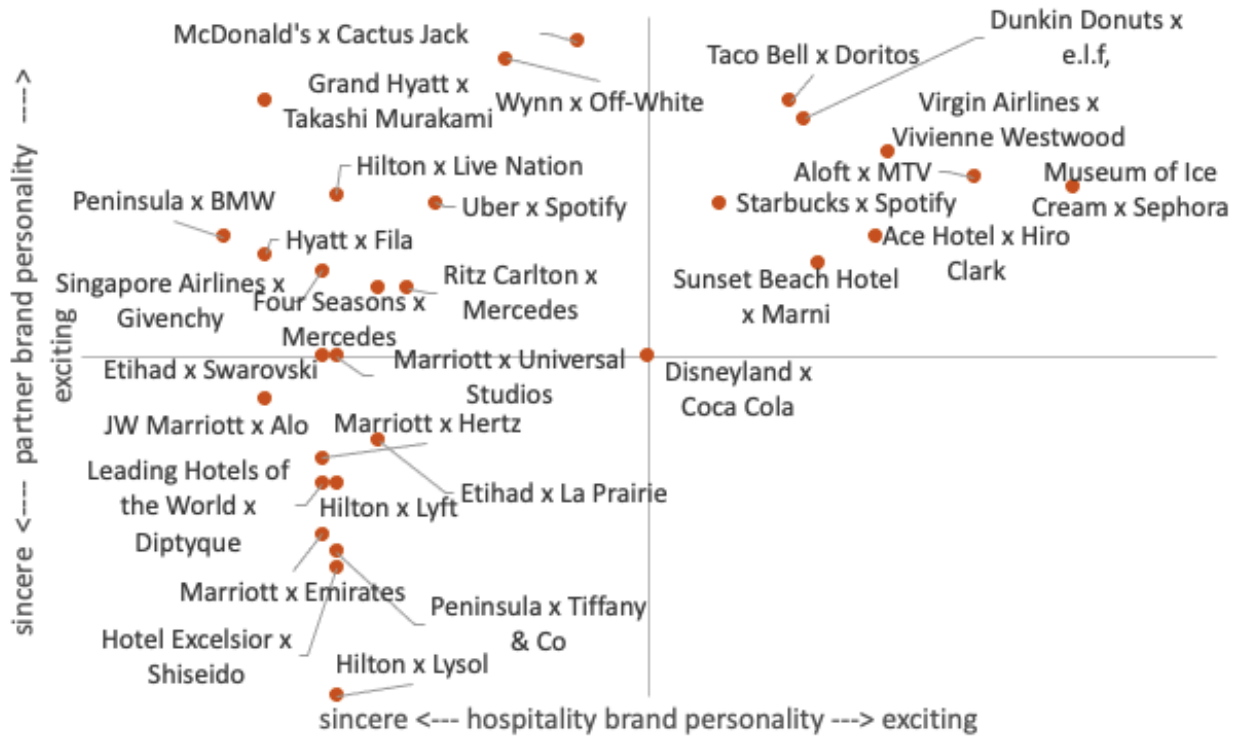 McDonald's x Cactus Jack
Dunkin Donuts x
e.l.f,
Taco Bell x Doritos
Grand Hyatt x
Takashi Murakami
Wynn x Off-White
Virgin Airlines x
Vivienne Westwood
Hilton x Live Nation
Aloft x MTV
Museum of Ice
Cream x Sephora
Peninsula x BMW
Uber x Spotify
Starbucks x Spotify
Hyatt x Fila
Ace Hotel x Hiro
Clark
Singapore Airlines x
Givenchy
Four Seasons x
Mercedes
Ritz Carlton x
Mercedes
Sunset Beach Hotel
x Marni
Etihad x Swarovski
Marriott x Universal
Studios
Disneyland x
Coca Cola
JW Marriott x Alo
Marriott x Hertz
Leading Hotels of
the World x
Diptyque
Hilton x Lyft
Etihad x La Prairie
Marriott x Emirates
Peninsula x Tiffany
& Co
Hotel Excelsior x
Shiseido
Hilton x Lysol
sincere <---- partner brand personality ---->
exciting
sincere <--- hospitality brand personality ---> exciting